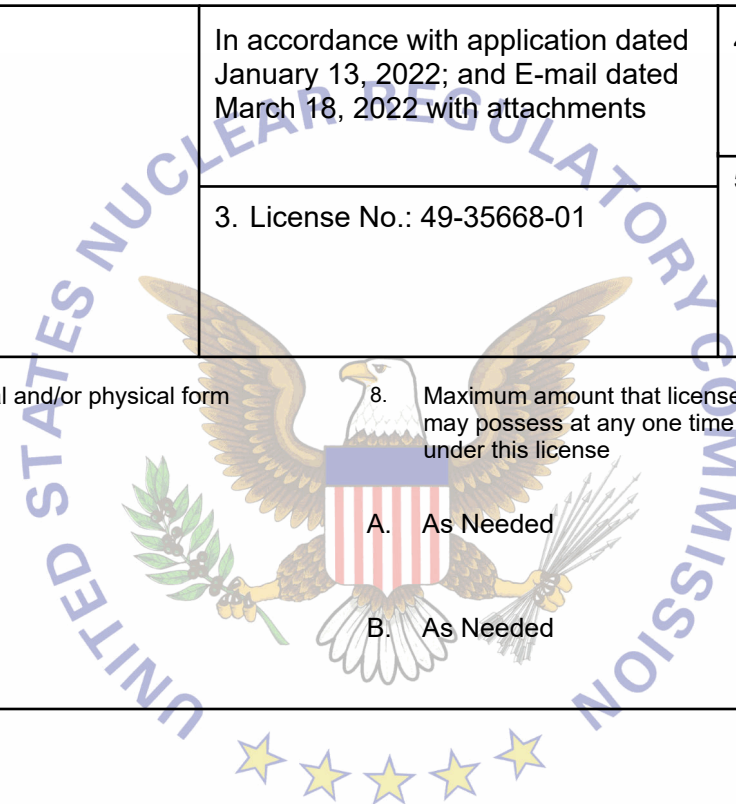 In accordance with application dated
January 13, 2022; and E-mail dated
March 18, 2022 with attachments
3. License No.: 49-35668-01
and/or physical form
8. Maximum amount that license
may possess at any one time
under this license
A. As Needed
B. As Needed
UNITED STATES NUCLEAR REGULATORY COMMISSION